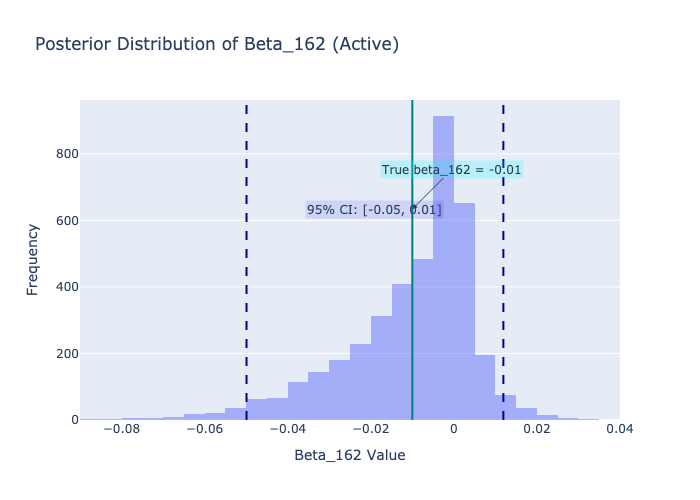 Posterior Distribution of Beta_162 (Active)
800
600
400
200
0
Frequency
True beta_162 = -0.01
95% CI: [-0.05, 0.01]
−0.08
−0.06
−0.04
−0.02
0
0.02
0.04
Beta_162 Value